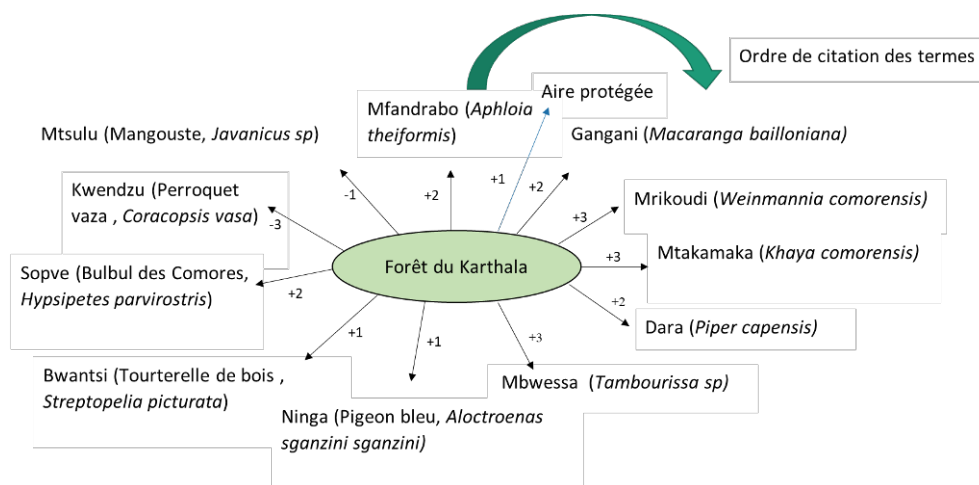 Ordre de citation des termes
Aire protégée
Mfandrabo (Aphloia
theiformis)
Gangani (Macaranga bailloniana)
Mtsulu (Mangouste, Javanicus sp)
Kwendzu (Perroquet
vaza , Coracopsis vasa)
Mrikoudi (Weinmannia comorensis)
Mtakamaka (Khaya comorensis)
Forêt du Karthala
Sopve (Bulbul des Comores,
Hypsipetes parvirostris)
Dara (Piper capensis)
Bwantsi (Tourterelle de bois ,
Streptopelia picturata)
Mbwessa (Tambourissa sp)
Ninga (Pigeon bleu, Aloctroenas
sganzini sganzini)
-1
+2
+1
+2
+3
+3
+2
+3
+1
+1
+2
-3